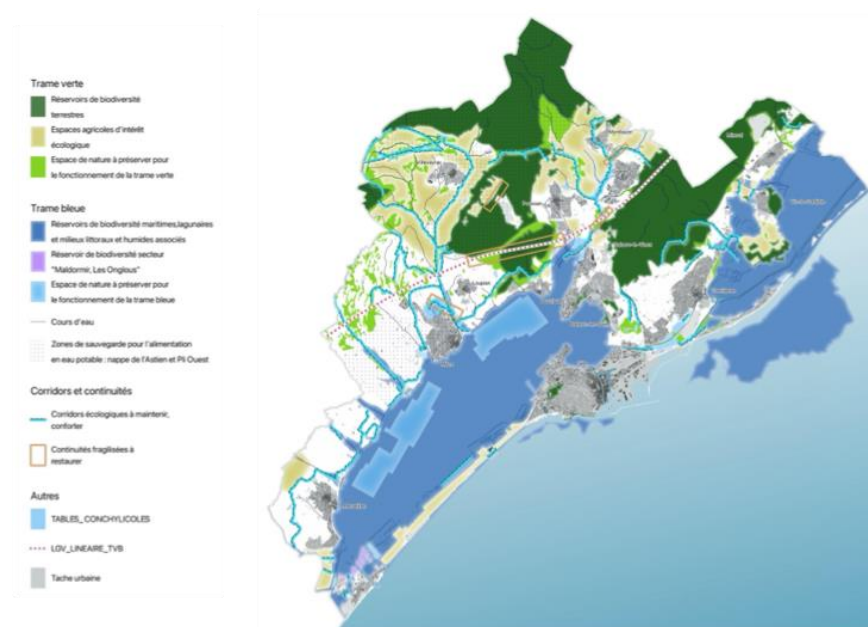 Trame verte
Réservoirs de biodiversité
terrestres
Espaces agricoles d'intérêt
écologique
Espace de nature à préserver pour
le fonctionnement de la trame verte
Trame bleue
Réservoirs de biodiversité maritimes,lagunaires
et milieux littoraux et humides associés
Réservoir de biodiversité secteur
"Maldormir, Les Onglous"
Espace de nature à préserver pour
le fonctionnement de la trame bleue
Cours d'eau
Zones de sauvegarde pour l'alimentation
en eau potable : nappe de l'Astien et Pli Ouest
Corridors et continuités
Corridors écologiques à maintenir,
conforter
Continuités fragilisées à
restaurer
Autres
TABLES_CONCHYLICOLES
LGV_LINEAIRE_TVB
Tache urbaine